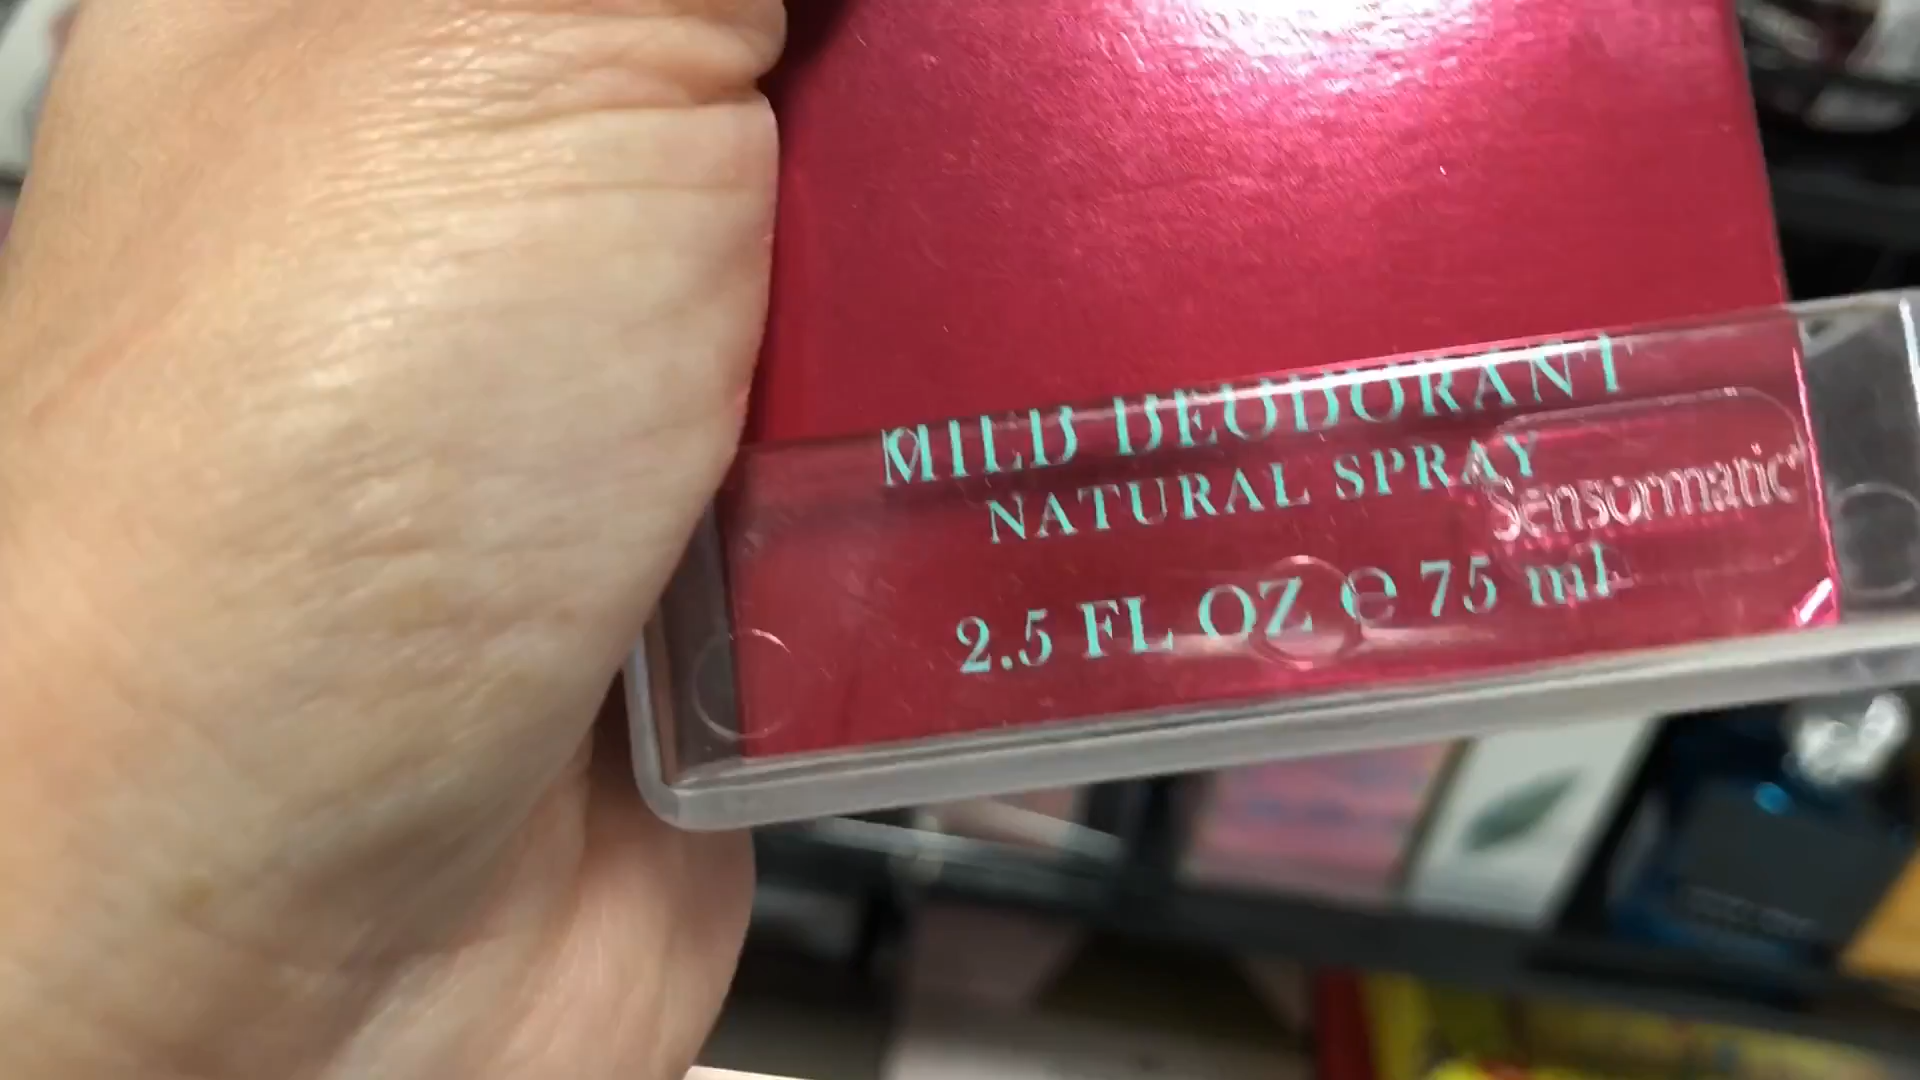 MILD DEODORANT
NATURAL SPRAY
Sensormatic
2.5 FL OZ ℮ 75 ml